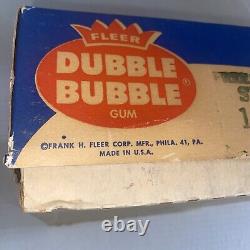 FLEER
DUBBLE
BUBBLE
GUM
©FRANK H. FLEER CORP. MFR., PHILA. 41, PA.
MADE IN U.S.A.